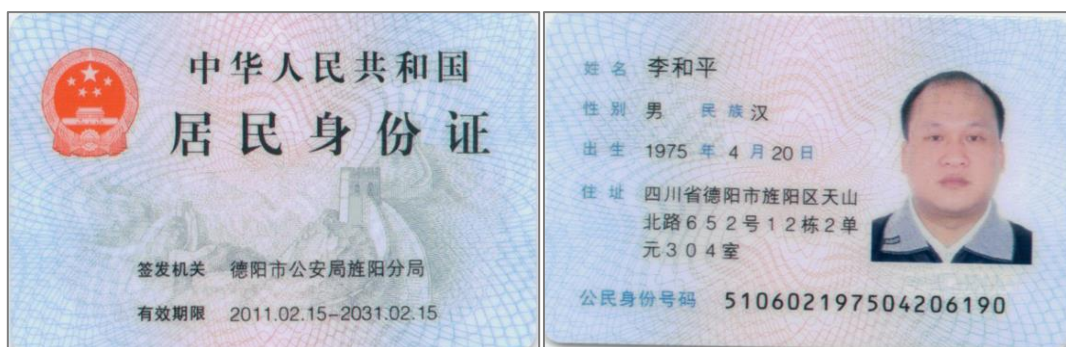 中华人民共和国
居民身份证
签发机关 德阳市公安局旌阳分局
有效期限 2011.02.15-2031.02.15
姓名 李和平
性别 男 民族 汉
出生 1975 年 4 月 20 日
住址 四川省德阳市旌阳区天山
北路652号12栋2单
元304室
公民身份号码 510602197504206190